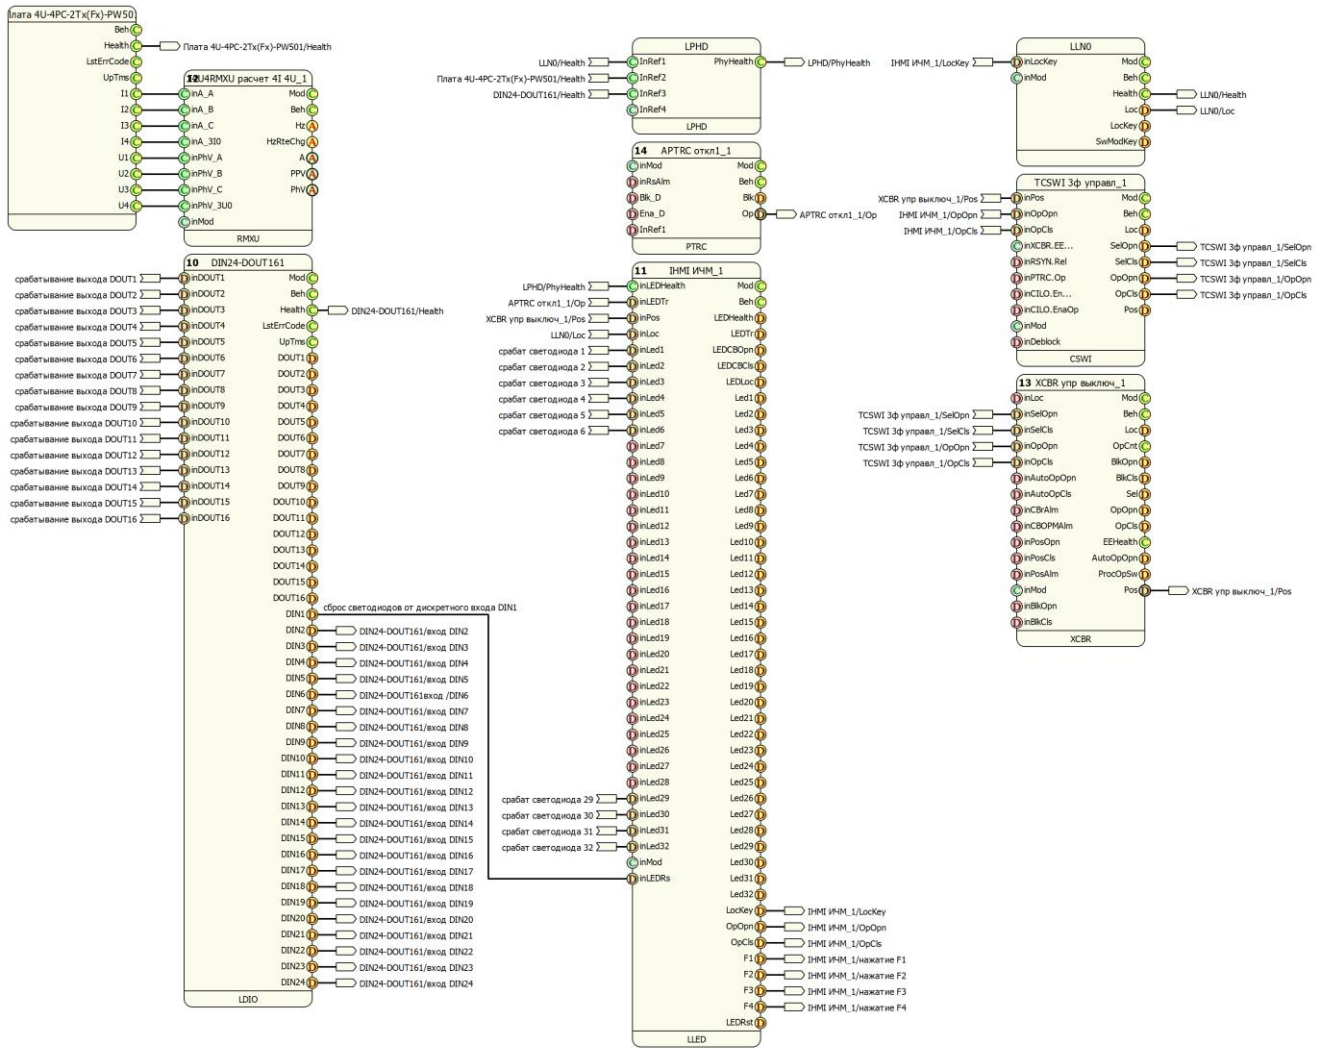 Плата 4U-4PC-2Tx(Fx)-PW50
Beh
Health
Плата 4U-4PC-2Tx(Fx)-PW501/Health
LstErrCode
UpTms
I1
I2
I3
I4
U1
U2
U3
U4
12
U4RMXU расчет 4I 4U_1
inA_A
Mod
inA_B
Beh
inA_C
Hz
inA_3I0
HzRteChg
inPhV_A
A
inPhV_B
PPV
inPhV_C
PhV
inPhV_3U0
inMod
RMXU
10 DIN24-DOUT161
срабатывание выхода DOUT1
inDOUT1
Mod
срабатывание выхода DOUT2
inDOUT2
Beh
срабатывание выхода DOUT3
inDOUT3
Health
DIN24-DOUT161/Health
срабатывание выхода DOUT4
inDOUT4
LstErrCode
срабатывание выхода DOUT5
inDOUT5
UpTms
срабатывание выхода DOUT6
inDOUT6
DOUT1
срабатывание выхода DOUT7
inDOUT7
DOUT2
срабатывание выхода DOUT8
inDOUT8
DOUT3
срабатывание выхода DOUT9
inDOUT9
DOUT4
срабатывание выхода DOUT10
inDOUT10
DOUT5
срабатывание выхода DOUT11
inDOUT11
DOUT6
срабатывание выхода DOUT12
inDOUT12
DOUT7
срабатывание выхода DOUT13
inDOUT13
DOUT8
срабатывание выхода DOUT14
inDOUT14
DOUT9
срабатывание выхода DOUT15
inDOUT15
DOUT10
срабатывание выхода DOUT16
inDOUT16
DOUT11
DOUT12
DOUT13
DOUT14
DOUT15
DOUT16
сброс светодиодов от дискретного входа DIN1
DIN1
DIN2
DIN24-DOUT161/вход DIN2
DIN3
DIN24-DOUT161/вход DIN3
DIN4
DIN24-DOUT161/вход DIN4
DIN5
DIN24-DOUT161/вход DIN5
DIN6
DIN24-DOUT161вход /DIN6
DIN7
DIN24-DOUT161/вход DIN7
DIN8
DIN24-DOUT161/вход DIN8
DIN9
DIN24-DOUT161/вход DIN9
DIN10
DIN24-DOUT161/вход DIN10
DIN11
DIN24-DOUT161/вход DIN11
DIN12
DIN24-DOUT161/вход DIN12
DIN13
DIN24-DOUT161/вход DIN13
DIN14
DIN24-DOUT161/вход DIN14
DIN15
DIN24-DOUT161/вход DIN15
DIN16
DIN24-DOUT161/вход DIN16
DIN17
DIN24-DOUT161/вход DIN17
DIN18
DIN24-DOUT161/вход DIN18
DIN19
DIN24-DOUT161/вход DIN19
DIN20
DIN24-DOUT161/вход DIN20
DIN21
DIN24-DOUT161/вход DIN21
DIN22
DIN24-DOUT161/вход DIN22
DIN23
DIN24-DOUT161/вход DIN23
DIN24
DIN24-DOUT161/вход DIN24
LDIO
LPHD
LLN0/Health
InRef1
PhyHealth
LPHD/PhyHealth
Плата 4U-4PC-2Tx(Fx)-PW501/Health
InRef2
DIN24-DOUT161/Health
InRef3
InRef4
LPHD
14 APTRC откл1_1
inMod
Mod
inRsAlm
Beh
Blk_D
Blk
Ena_D
Op
APTRC откл1_1/Op
InRef1
PTRC
11 IHMI ИЧМ_1
LPHD/PhyHealth
inLEDHealth
Mod
APTRC откл1_1/Op
inLEDTr
Beh
XCBR упр выключ_1/Pos
inPos
LEDHealth
LLN0/Loc
inLoc
LEDTr
срабат светодиода 1
inLed1
LEDCBOpn
срабат светодиода 2
inLed2
LEDCBCls
срабат светодиода 3
inLed3
LEDLoc
срабат светодиода 4
inLed4
Led1
срабат светодиода 5
inLed5
Led2
срабат светодиода 6
inLed6
Led3
inLed7
Led4
inLed8
Led5
inLed9
Led6
inLed10
Led7
inLed11
Led8
inLed12
Led9
inLed13
Led10
inLed14
Led11
inLed15
Led12
inLed16
Led13
inLed17
Led14
inLed18
Led15
inLed19
Led16
inLed20
Led17
inLed21
Led18
inLed22
Led19
inLed23
Led20
inLed24
Led21
inLed25
Led22
inLed26
Led23
inLed27
Led24
inLed28
Led25
срабат светодиода 29
inLed29
Led26
срабат светодиода 30
inLed30
Led27
срабат светодиода 31
inLed31
Led28
срабат светодиода 32
inLed32
Led29
inMod
Led30
inLEDRs
Led31
Led32
LocKey
IHMI ИЧМ_1/LocKey
OpOpn
IHMI ИЧМ_1/OpOpn
OpCls
IHMI ИЧМ_1/OpCls
F1
IHMI ИЧМ_1/нажатие F1
F2
IHMI ИЧМ_1/нажатие F2
F3
IHMI ИЧМ_1/нажатие F3
F4
IHMI ИЧМ_1/нажатие F4
LEDRst
LLED
LLN0
IHMI ИЧМ_1/LocKey
inLocKey
Mod
inMod
Beh
Health
LLN0/Health
Loc
LLN0/Loc
LocKey
SwModKey
TCSWI 3ф управл_1
XCBR упр выключ_1/Pos
inPos
Mod
IHMI ИЧМ_1/OpOpn
inOpOpn
Beh
IHMI ИЧМ_1/OpCls
inOpCls
Loc
inXCBR.EE...
SelOpn
TCSWI 3ф управл_1/SelOpn
inRSYN.Rel
SelCls
TCSWI 3ф управл_1/SelCls
inPTRC.Op
OpOpn
TCSWI 3ф управл_1/OpOpn
inCILO.En...
OpCls
TCSWI 3ф управл_1/OpCls
inCILO.EnaOp
Pos
inMod
inDeblock
CSWI
13 XCBR упр выключ_1
inLoc
Mod
TCSWI 3ф управл_1/SelOpn
inSelOpn
Beh
TCSWI 3ф управл_1/SelCls
inSelCls
Loc
TCSWI 3ф управл_1/OpOpn
inOpOpn
OpCnt
TCSWI 3ф управл_1/OpCls
inOpCls
BlkOpn
inAutoOpOpn
BlkCls
inAutoOpCls
Sel
inCBrAlm
OpOpn
inCBOPMAlm
OpCls
inPosOpn
EEHealth
inPosCls
AutoOpOpn
inPosAlm
ProcOpSw
inMod
Pos
XCBR упр выключ_1/Pos
inBlkOpn
inBlkCls
XCBR